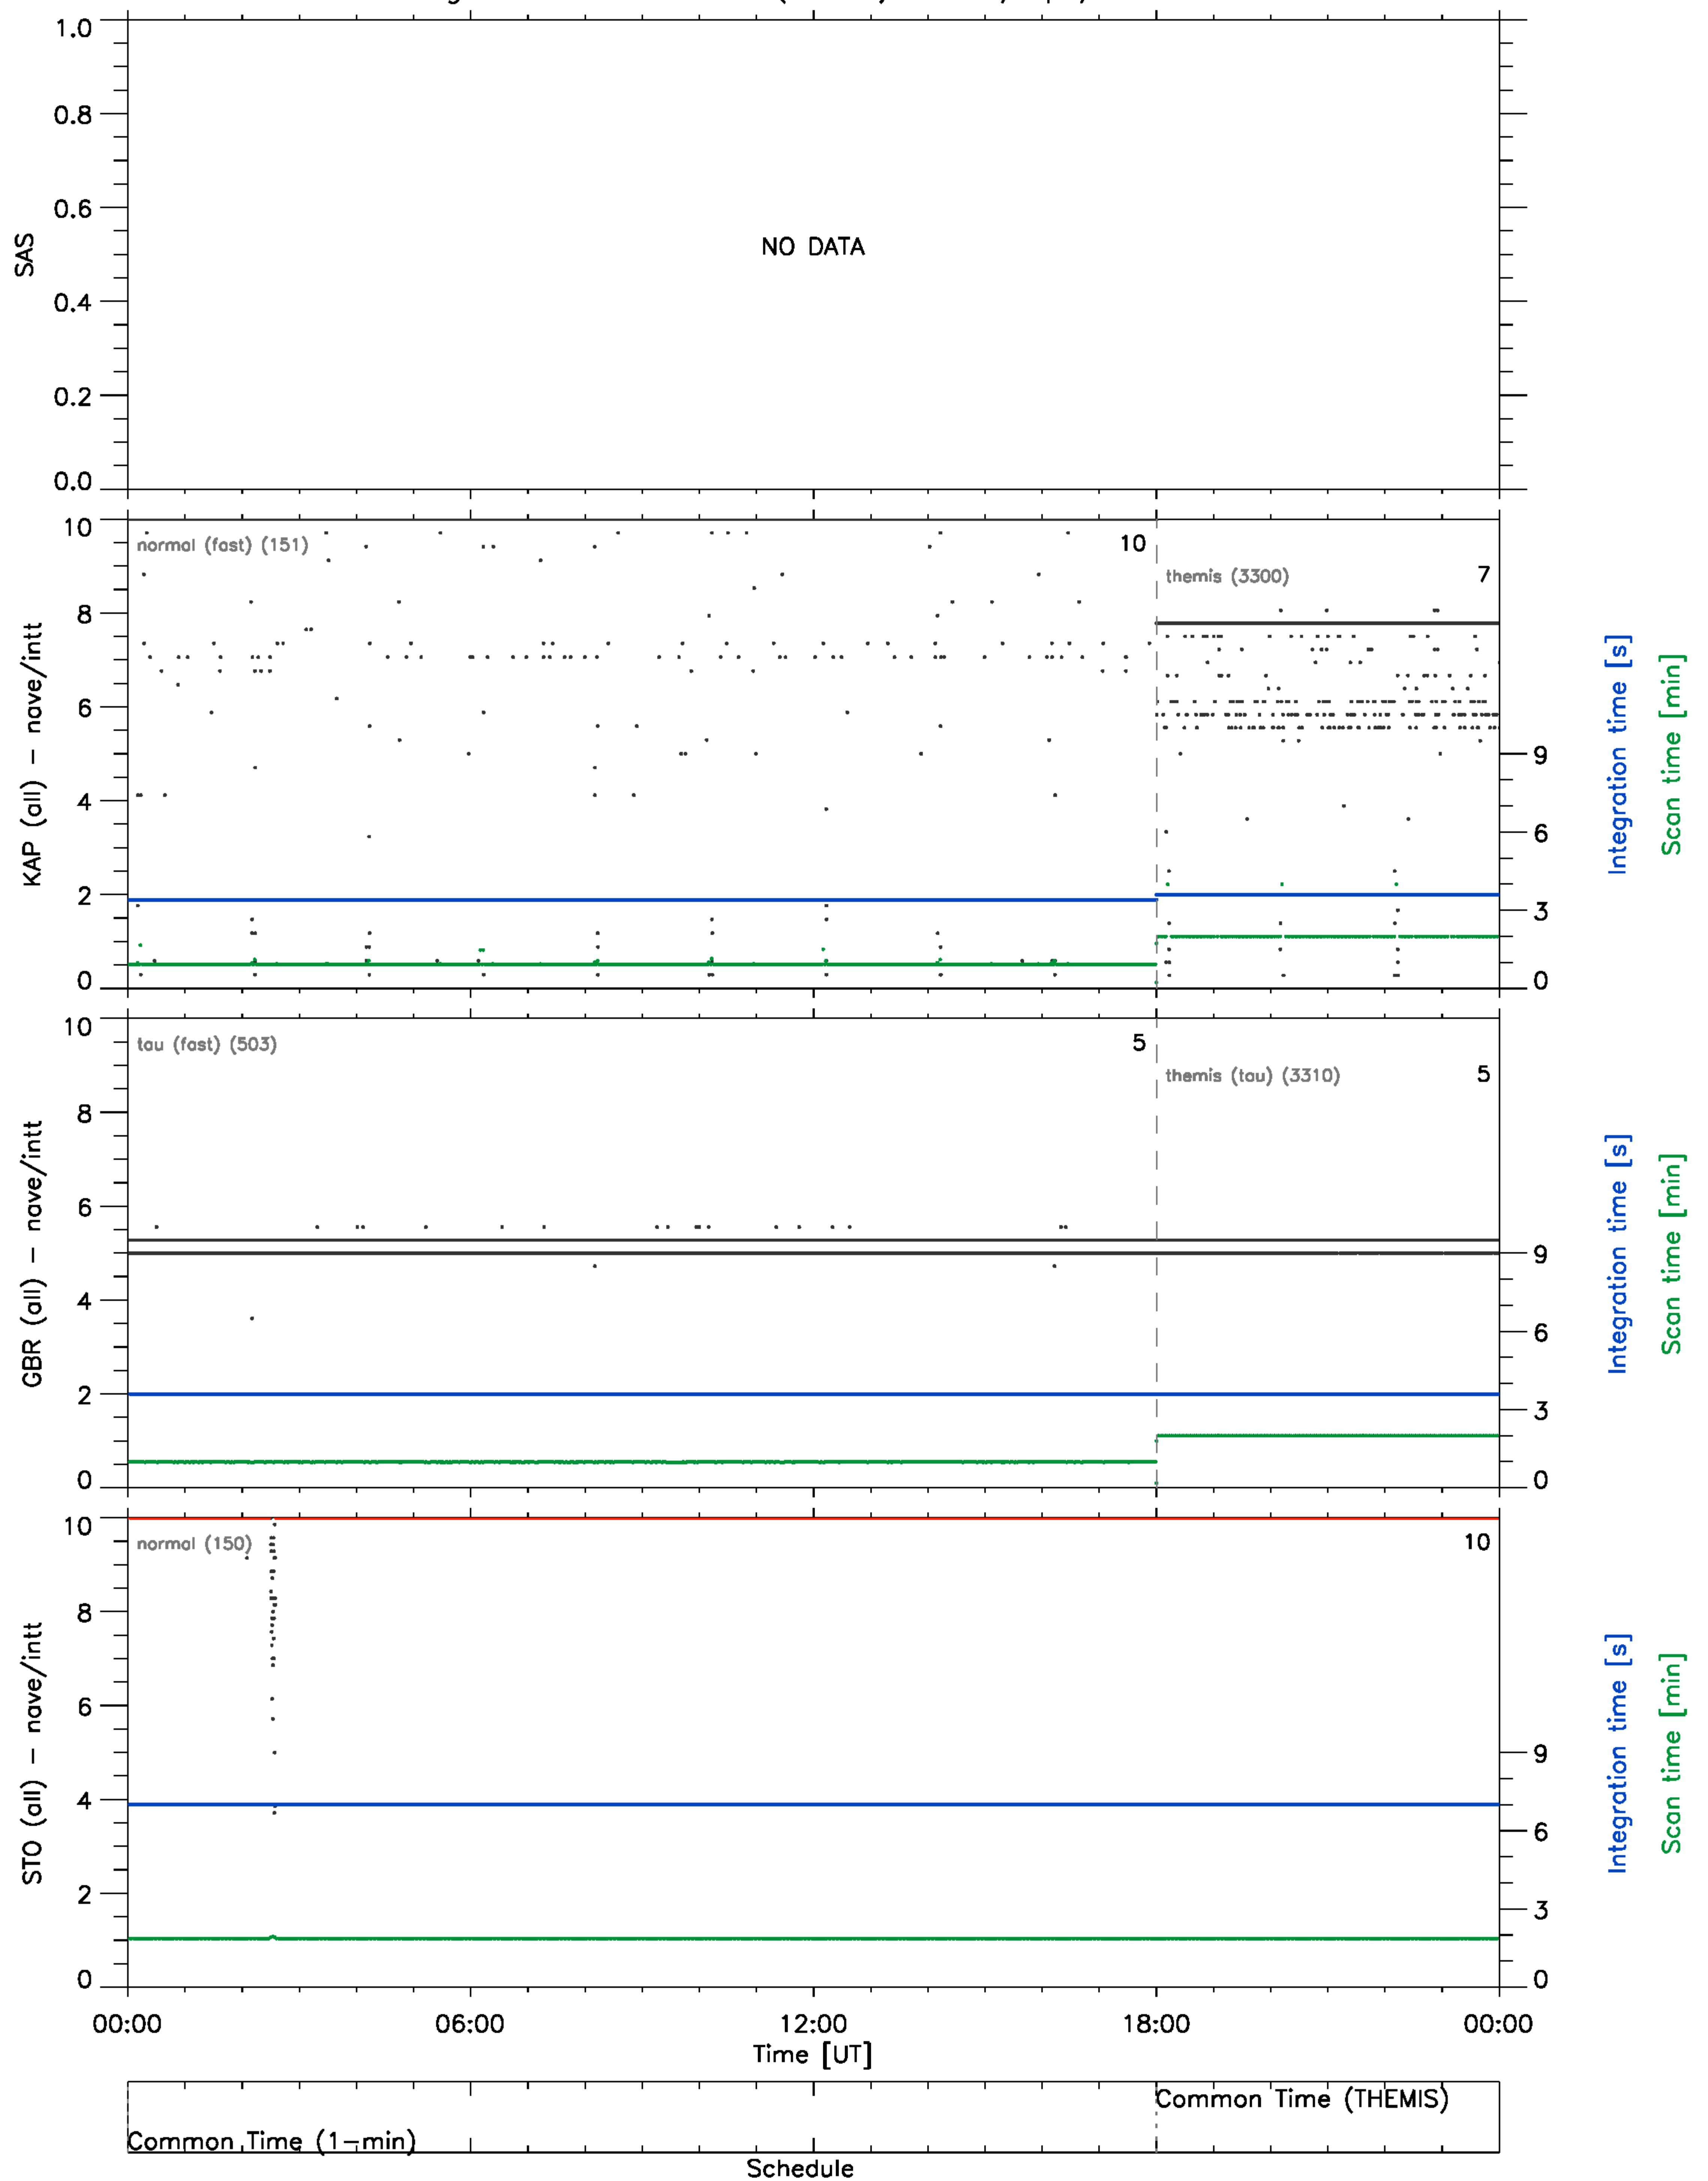 1.0
0.8
0.6
0.4
0.2
0.0
SAS
NO DATA
10
8
6
4
2
0
KAP (all) – nave/intt
normal (fast) (151)
10
themis (3300)
7
9
6
3
0
Integration time [s]
Scan time [min]
10
8
6
4
2
0
GBR (all) – nave/intt
tau (fast) (503)
5
themis (tau) (3310)
5
9
6
3
0
Integration time [s]
Scan time [min]
10
8
6
4
2
0
STO (all) – nave/intt
normal (150)
10
9
6
3
0
Integration time [s]
Scan time [min]
00:00 06:00 12:00 18:00 00:00
Time [UT]
Common Time (THEMIS)
Common Time (1–min)
Schedule